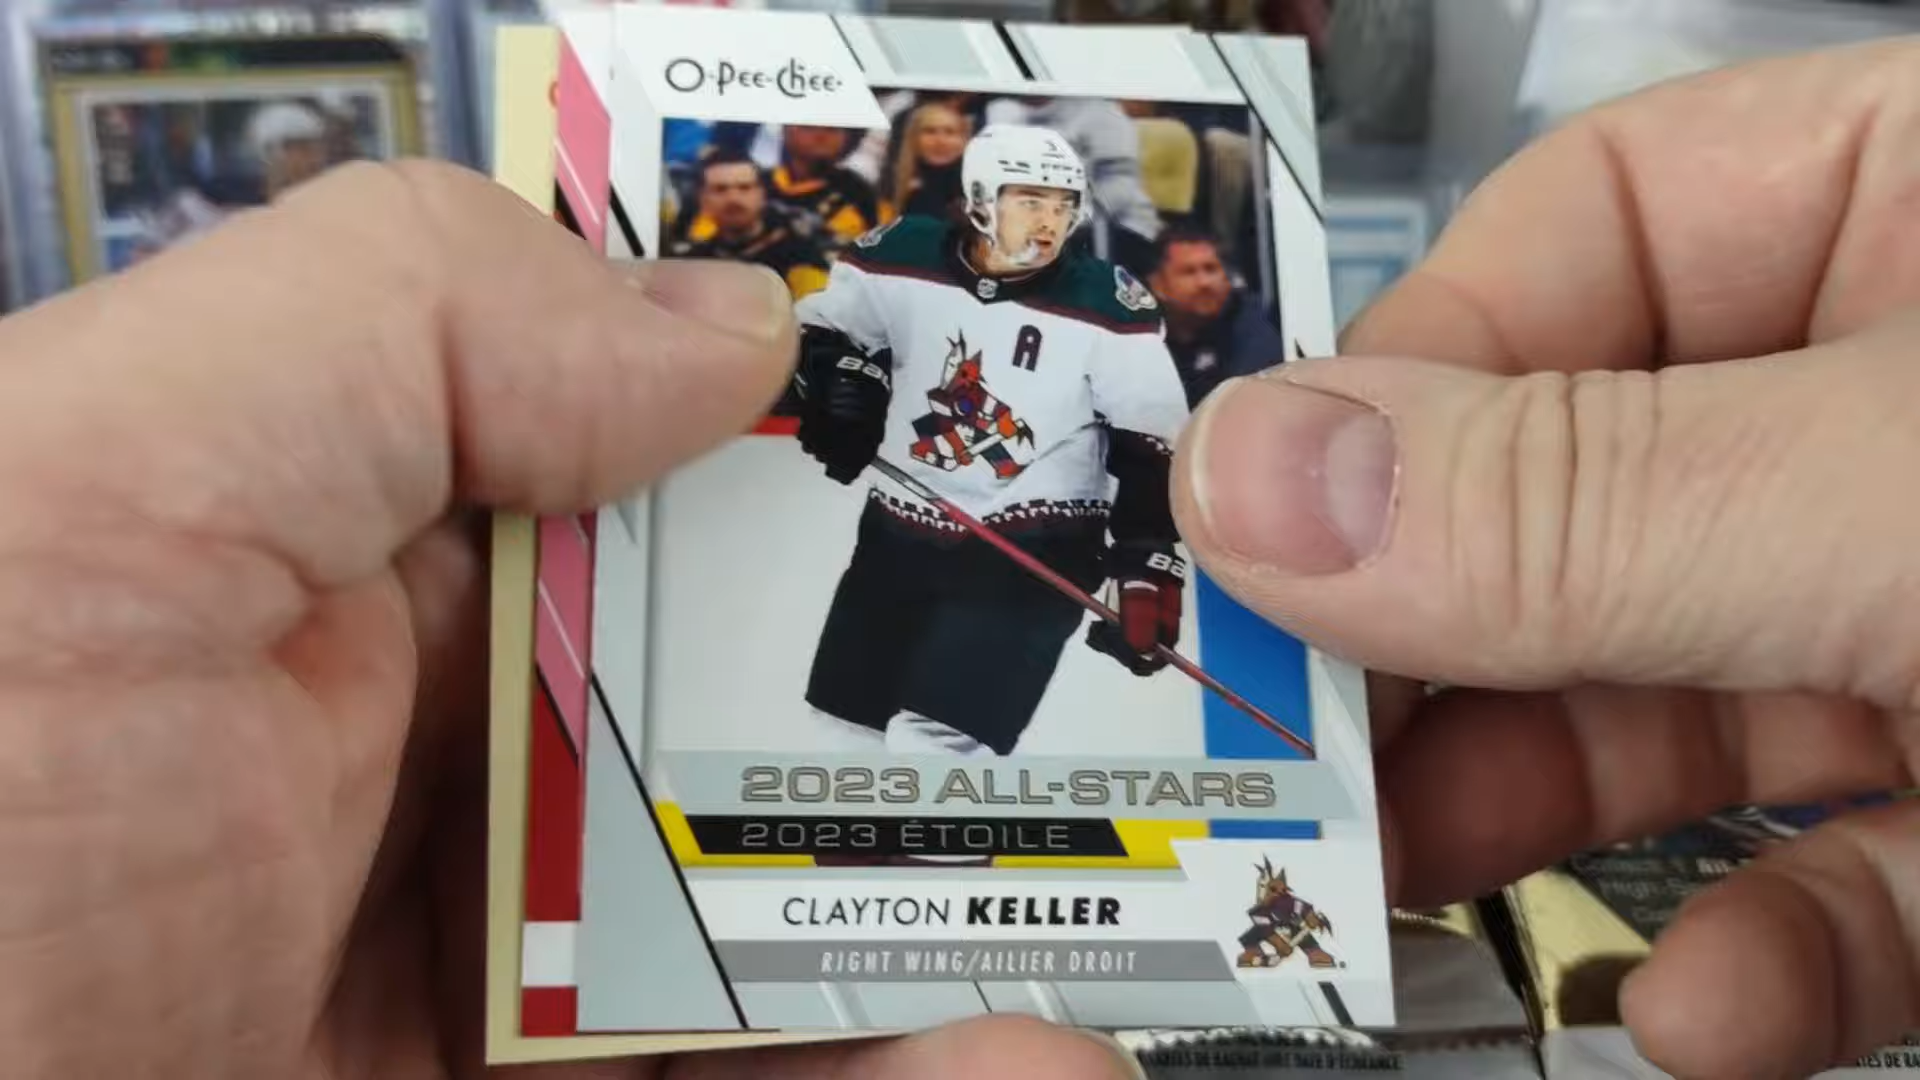 O-Pee-Chee
A
2023 ALL-STARS
2023 ÉTOILE
CLAYTON KELLER
RIGHT WING/AILIER DROIT